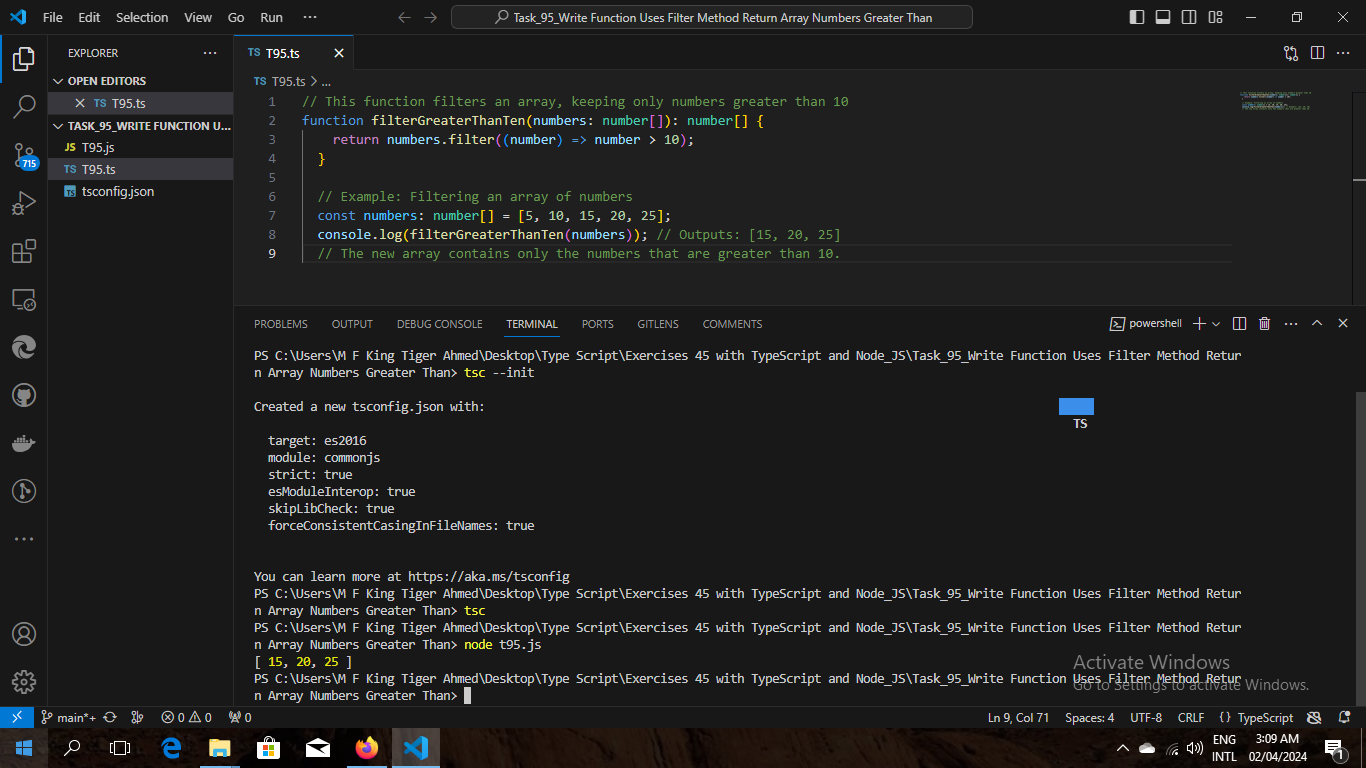 File Edit Selection View Go Run ···
Task_95_Write Function Uses Filter Method Return Array Numbers Greater Than
EXPLORER ···
OPEN EDITORS
TS T95.ts
TASK_95_WRITE FUNCTION U...
JS T95.js
TS T95.ts
TS tsconfig.json
715
TS T95.ts
TS T95.ts > ...
1 // This function filters an array, keeping only numbers greater than 10
2 function filterGreaterThanTen(numbers: number[]): number[] {
3 return numbers.filter((number) => number > 10);
4 }
5
6 // Example: Filtering an array of numbers
7 const numbers: number[] = [5, 10, 15, 20, 25];
8 console.log(filterGreaterThanTen(numbers)); // Outputs: [15, 20, 25]
9 // The new array contains only the numbers that are greater than 10.
PROBLEMS OUTPUT DEBUG CONSOLE TERMINAL PORTS GITLENS COMMENTS
powershell
PS C:\Users\M F King Tiger Ahmed\Desktop\Type Script\Exercises 45 with TypeScript and Node_JS\Task_95_Write Function Uses Filter Method Retur
n Array Numbers Greater Than> tsc --init
Created a new tsconfig.json with:
TS
target: es2016
module: commonjs
strict: true
esModuleInterop: true
skipLibCheck: true
forceConsistentCasingInFileNames: true
You can learn more at https://aka.ms/tsconfig
PS C:\Users\M F King Tiger Ahmed\Desktop\Type Script\Exercises 45 with TypeScript and Node_JS\Task_95_Write Function Uses Filter Method Retur
n Array Numbers Greater Than> tsc
PS C:\Users\M F King Tiger Ahmed\Desktop\Type Script\Exercises 45 with TypeScript and Node_JS\Task_95_Write Function Uses Filter Method Retur
n Array Numbers Greater Than> node t95.js
[ 15, 20, 25 ]
PS C:\Users\M F King Tiger Ahmed\Desktop\Type Script\Exercises 45 with TypeScript and Node_JS\Task_95_Write Function Uses Filter Method Retur
n Array Numbers Greater Than>
Activate Windows
Go to Settings to activate Windows.
main*+ 0 0 0
Ln 9, Col 71 Spaces: 4 UTF-8 CRLF {} TypeScript
ENG
INTL
3:09 AM
02/04/2024
1